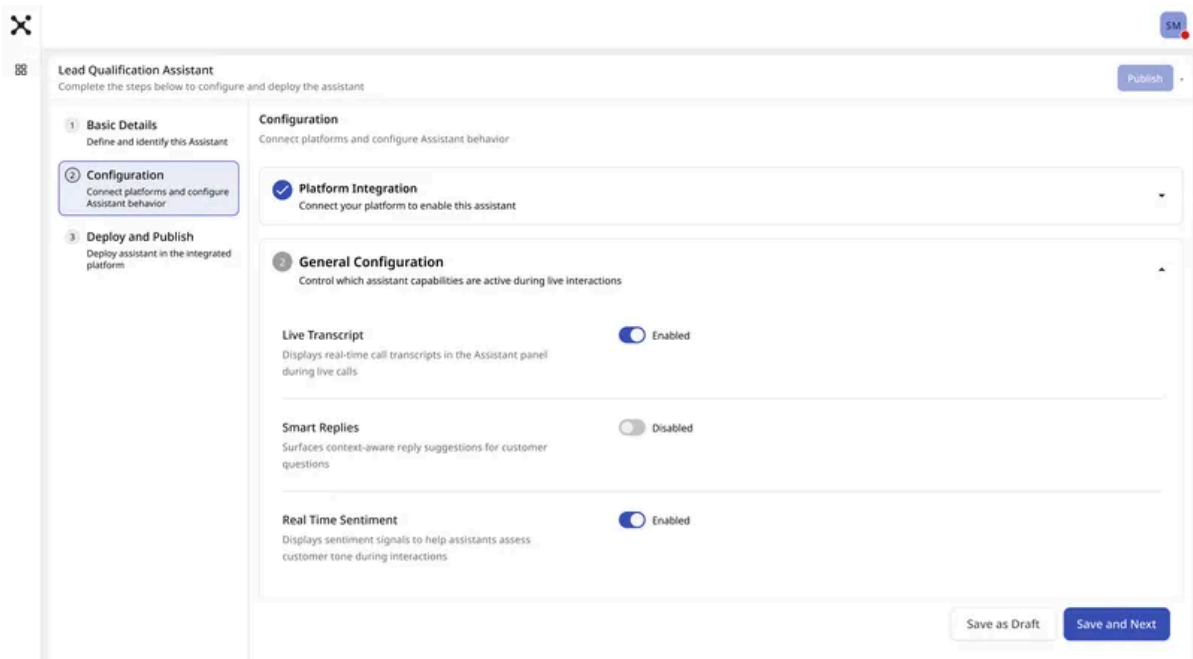 SM
Lead Qualification Assistant
Complete the steps below to configure and deploy the assistant
Publish
1 Basic Details
Define and identify this Assistant
2 Configuration
Connect platforms and configure
Assistant behavior
3 Deploy and Publish
Deploy assistant in the integrated
platform
Configuration
Connect platforms and configure Assistant behavior
Platform Integration
Connect your platform to enable this assistant
2 General Configuration
Control which assistant capabilities are active during live interactions
Live Transcript
Enabled
Displays real-time call transcripts in the Assistant panel
during live calls
Smart Replies
Disabled
Surfaces context-aware reply suggestions for customer
questions
Real Time Sentiment
Enabled
Displays sentiment signals to help assistants assess
customer tone during interactions
Save as Draft
Save and Next